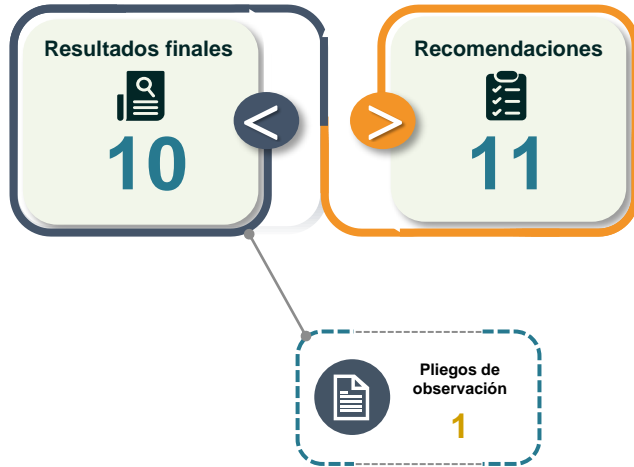 Resultados finales
10
<
>
Recomendaciones
11
Pliegos de
observación
1